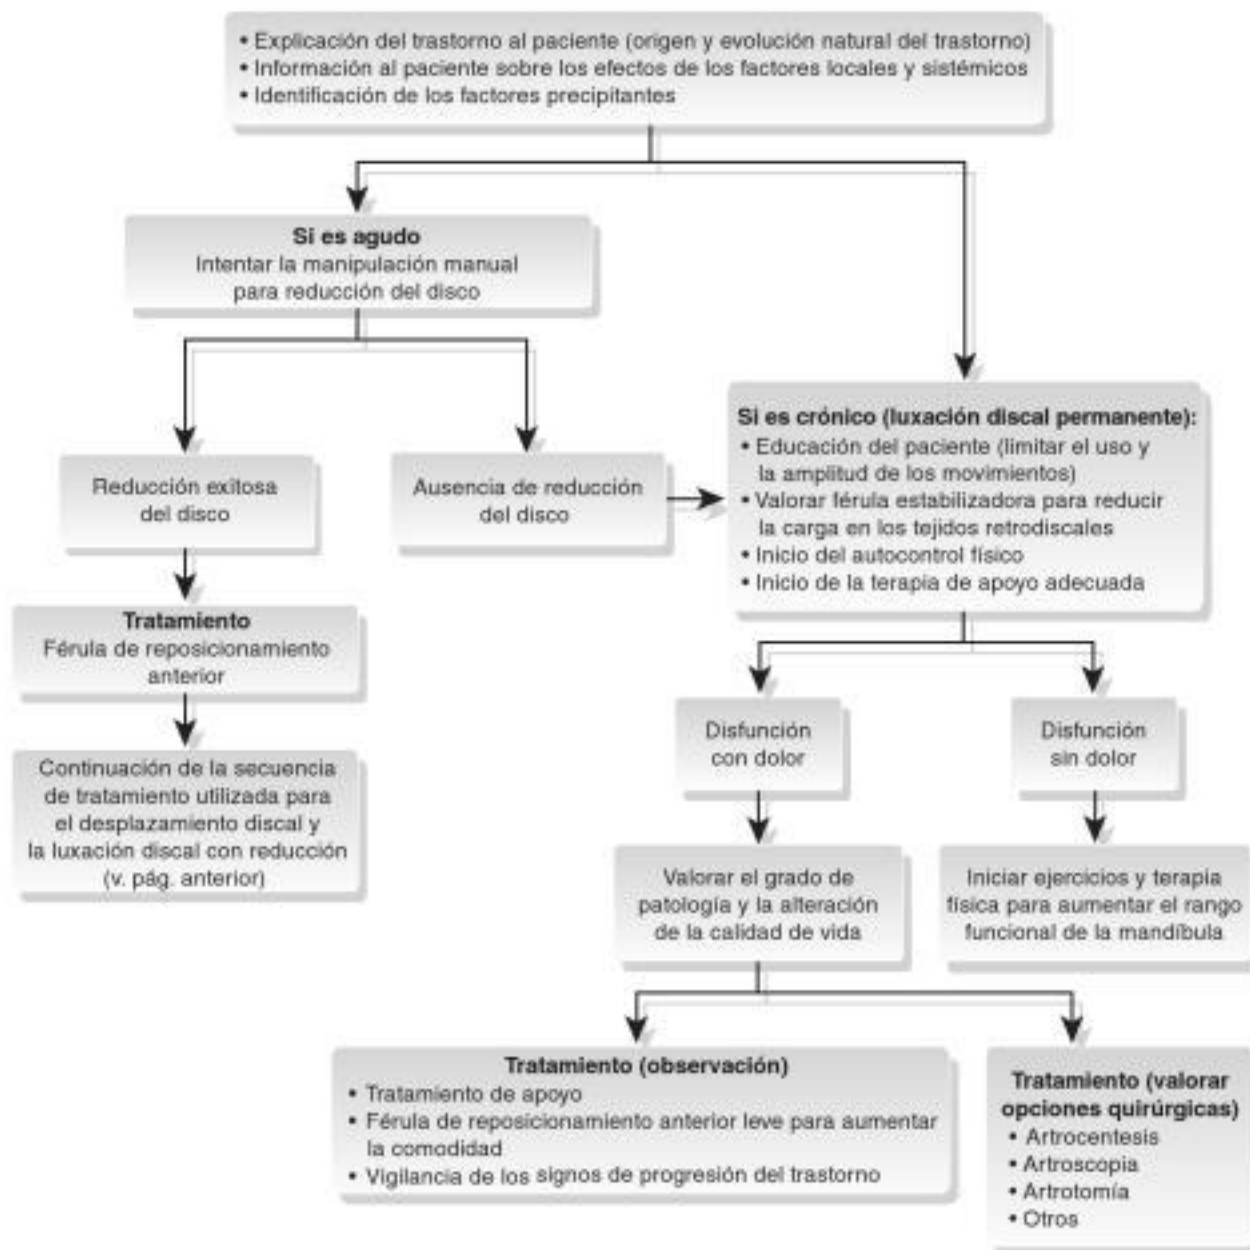 • Explicación del trastorno al paciente (origen y evolución natural del trastorno)
• Información al paciente sobre los efectos de los factores locales y sistémicos
• Identificación de los factores precipitantes
Si es agudo
Intentar la manipulación manual
para reducción del disco
Reducción exitosa
del disco
Ausencia de reducción
del disco
Si es crónico (luxación discal permanente):
• Educación del paciente (limitar el uso y
la amplitud de los movimientos)
• Valorar férula estabilizadora para reducir
la carga en los tejidos retrodiscales
• Inicio del autocontrol físico
• Inicio de la terapia de apoyo adecuada
Tratamiento
Férula de reposicionamiento
anterior
Continuación de la secuencia
de tratamiento utilizada para
el desplazamiento discal y
la luxación discal con reducción
(v. pág. anterior)
Disfunción
con dolor
Disfunción
sin dolor
Valorar el grado de
patología y la alteración
de la calidad de vida
Iniciar ejercicios y terapia
física para aumentar el rango
funcional de la mandíbula
Tratamiento (observación)
• Tratamiento de apoyo
• Férula de reposicionamiento anterior leve para aumentar
la comodidad
• Vigilancia de los signos de progresión del trastorno
Tratamiento (valorar
opciones quirúrgicas)
• Artrocentesis
• Artroscopia
• Artrotomía
• Otros